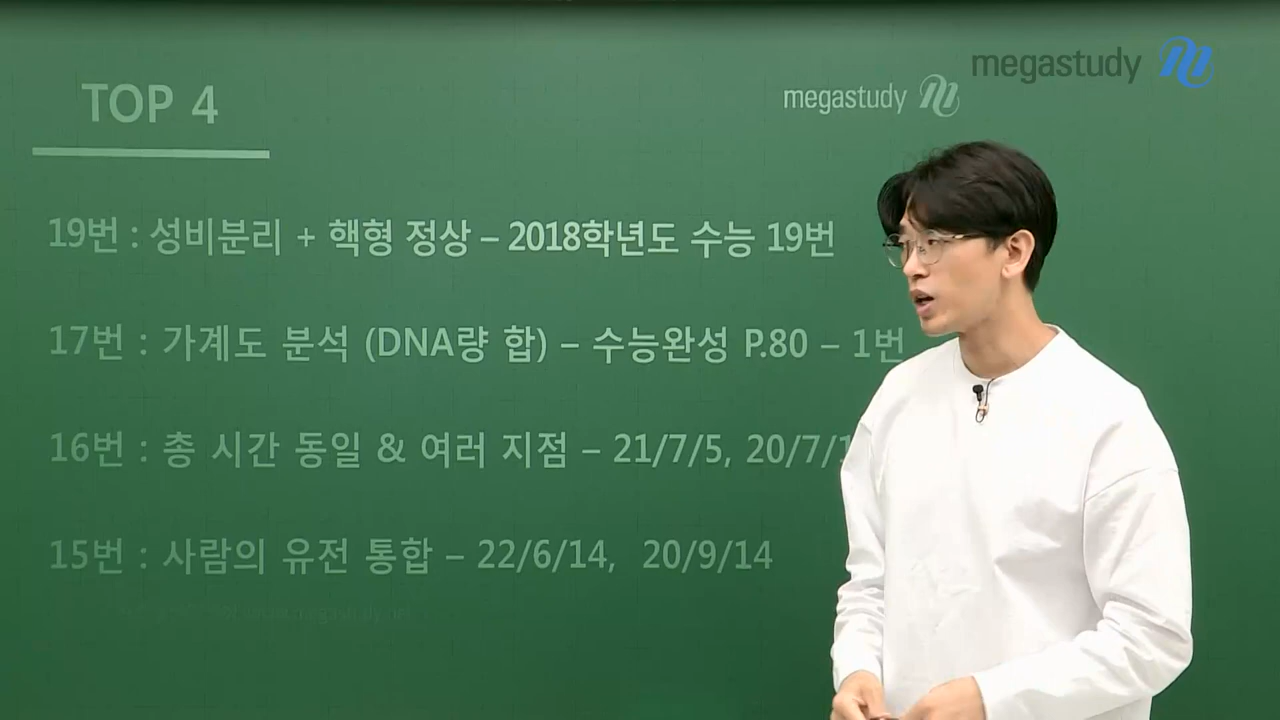 megastudy
megastudy
TOP 4
19번 : 성비분리 + 핵형 정상 – 2018학년도 수능 19번
17번 : 가계도 분석 (DNA량 합) – 수능완성 P.80 – 1번
16번 : 총 시간 동일 & 여러 지점 – 21/7/5, 20/7/1
15번 : 사람의 유전 통합 – 22/6/14, 20/9/14